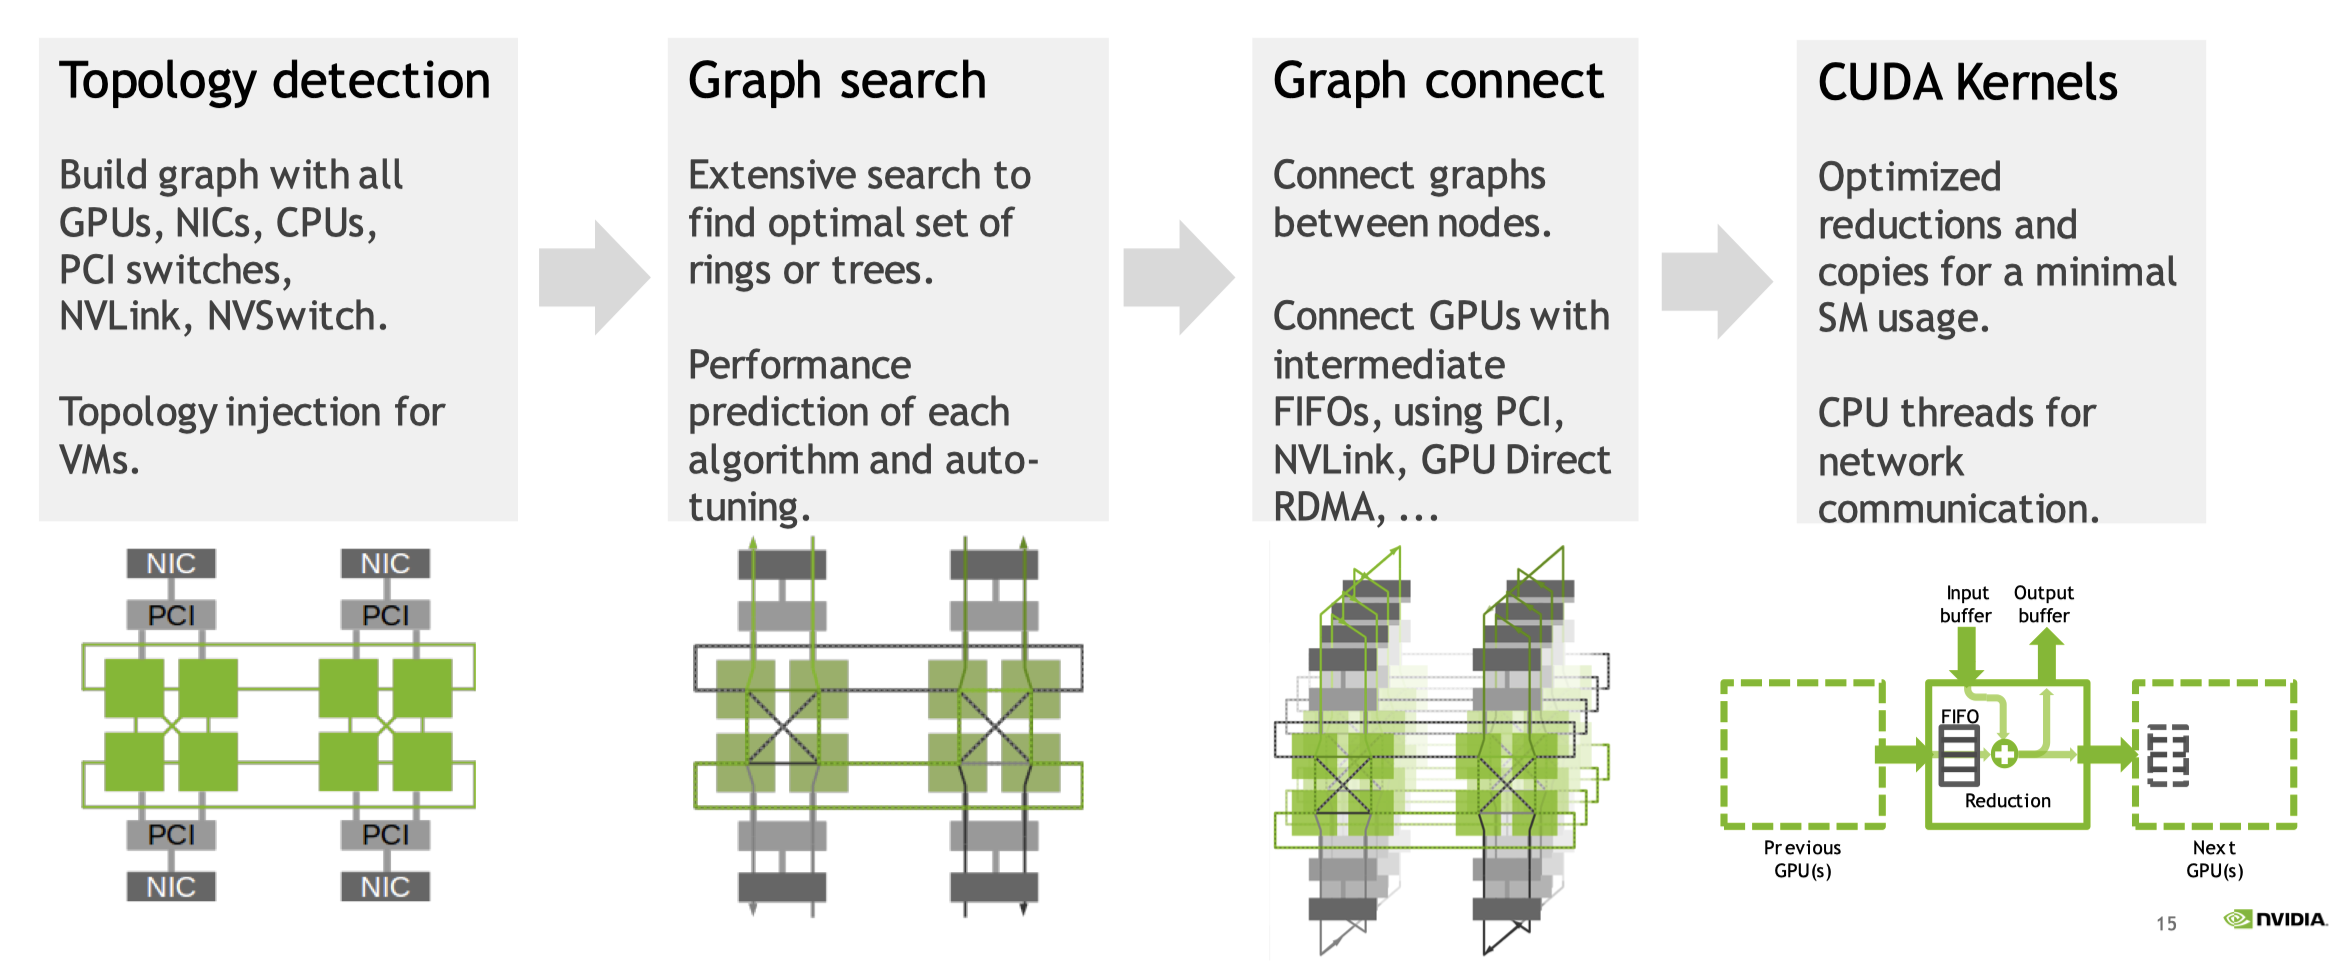 Topology detection
Build graph with all
GPUs, NICs, CPUs,
PCI switches,
NVLink, NVSwitch.
Topology injection for
VMs.
Graph search
Extensive search to
find optimal set of
rings or trees.
Performance
prediction of each
algorithm and auto-
tuning.
Graph connect
Connect graphs
between nodes.
Connect GPUs with
intermediate
FIFOs, using PCI,
NVLink, GPU Direct
RDMA, ...
CUDA Kernels
Optimized
reductions and
copies for a minimal
SM usage.
CPU threads for
network
communication.
NIC
NIC
PCI
PCI
PCI
PCI
NIC
NIC
Input
buffer
Output
buffer
FIFO
Reduction
Previous
GPU(s)
Next
GPU(s)
15
NVIDIA.